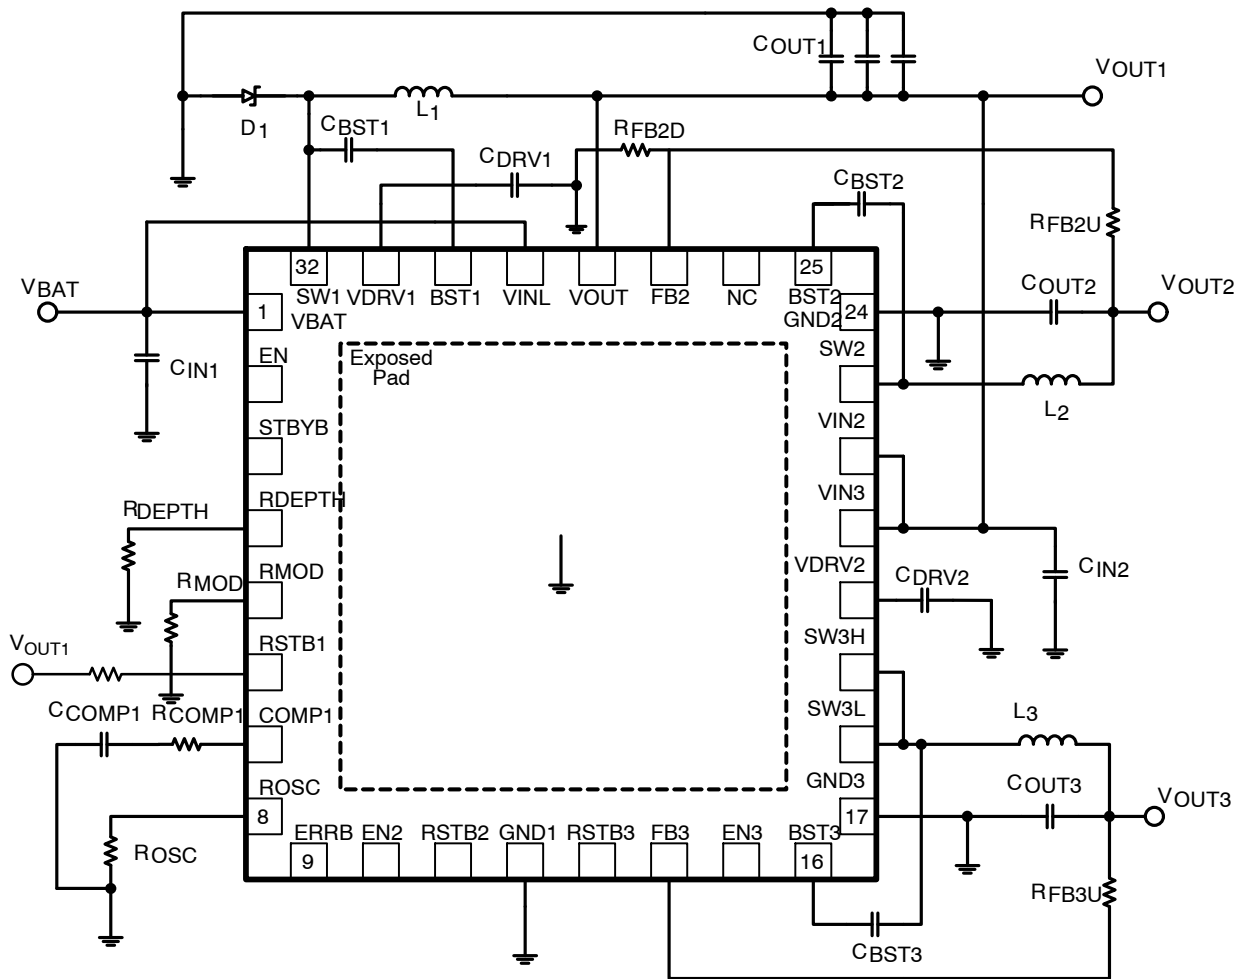 COUT1
VOUT1
D1
L1
CBST1
RFB2D
CDRV1
CBST2
RFB2U
VBAT
32
25
SW1
VDRV1
BST1
VINL
VOUT
FB2
NC
BST2
COUT2
VOUT2
1
VBAT
GND2
24
CIN1
EN
Exposed
Pad
SW2
L2
STBYB
VIN2
RDEPTH
RDEPTH
VIN3
RMOD
RMOD
VDRV2
CDRV2
CIN2
VOUT1
RSTB1
SW3H
CCOMP1
RCOMP1
COMP1
SW3L
L3
ROSC
GND3
COUT3
VOUT3
8
17
ROSC
ERRB
EN2
RSTB2
GND1
RSTB3
FB3
EN3
BST3
9
16
RFB3U
CBST3